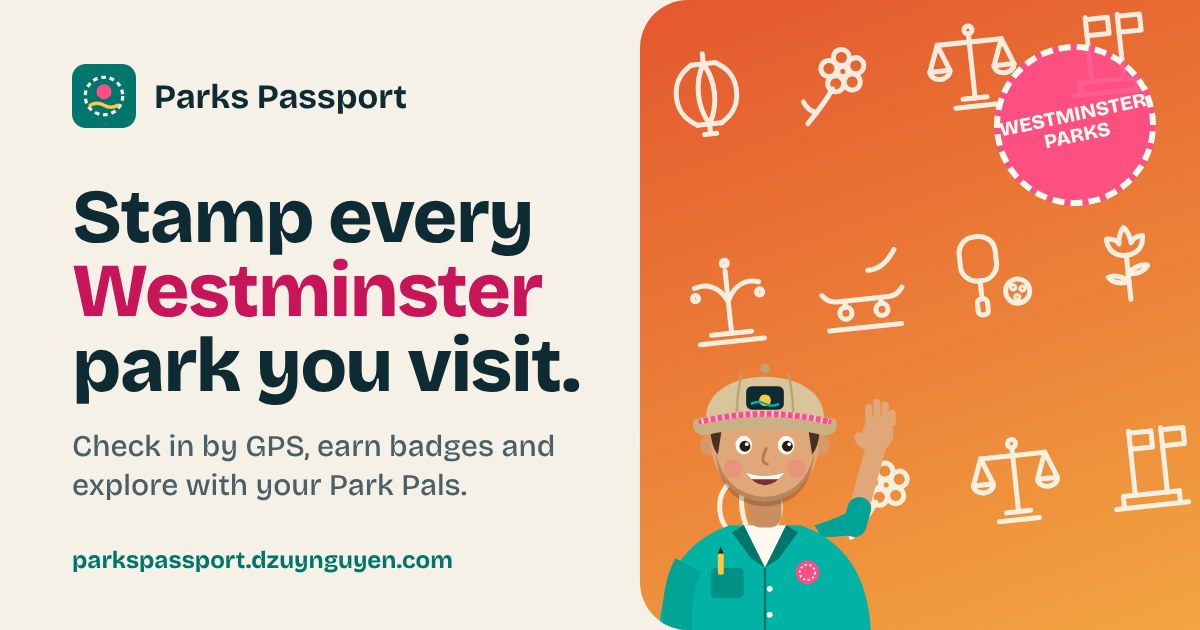 Parks Passport
Stamp every
Westminster
park you visit.
Check in by GPS, earn badges and
explore with your Park Pals.
parkspassport.dzuynguyen.com
WESTMINSTER
PARKS